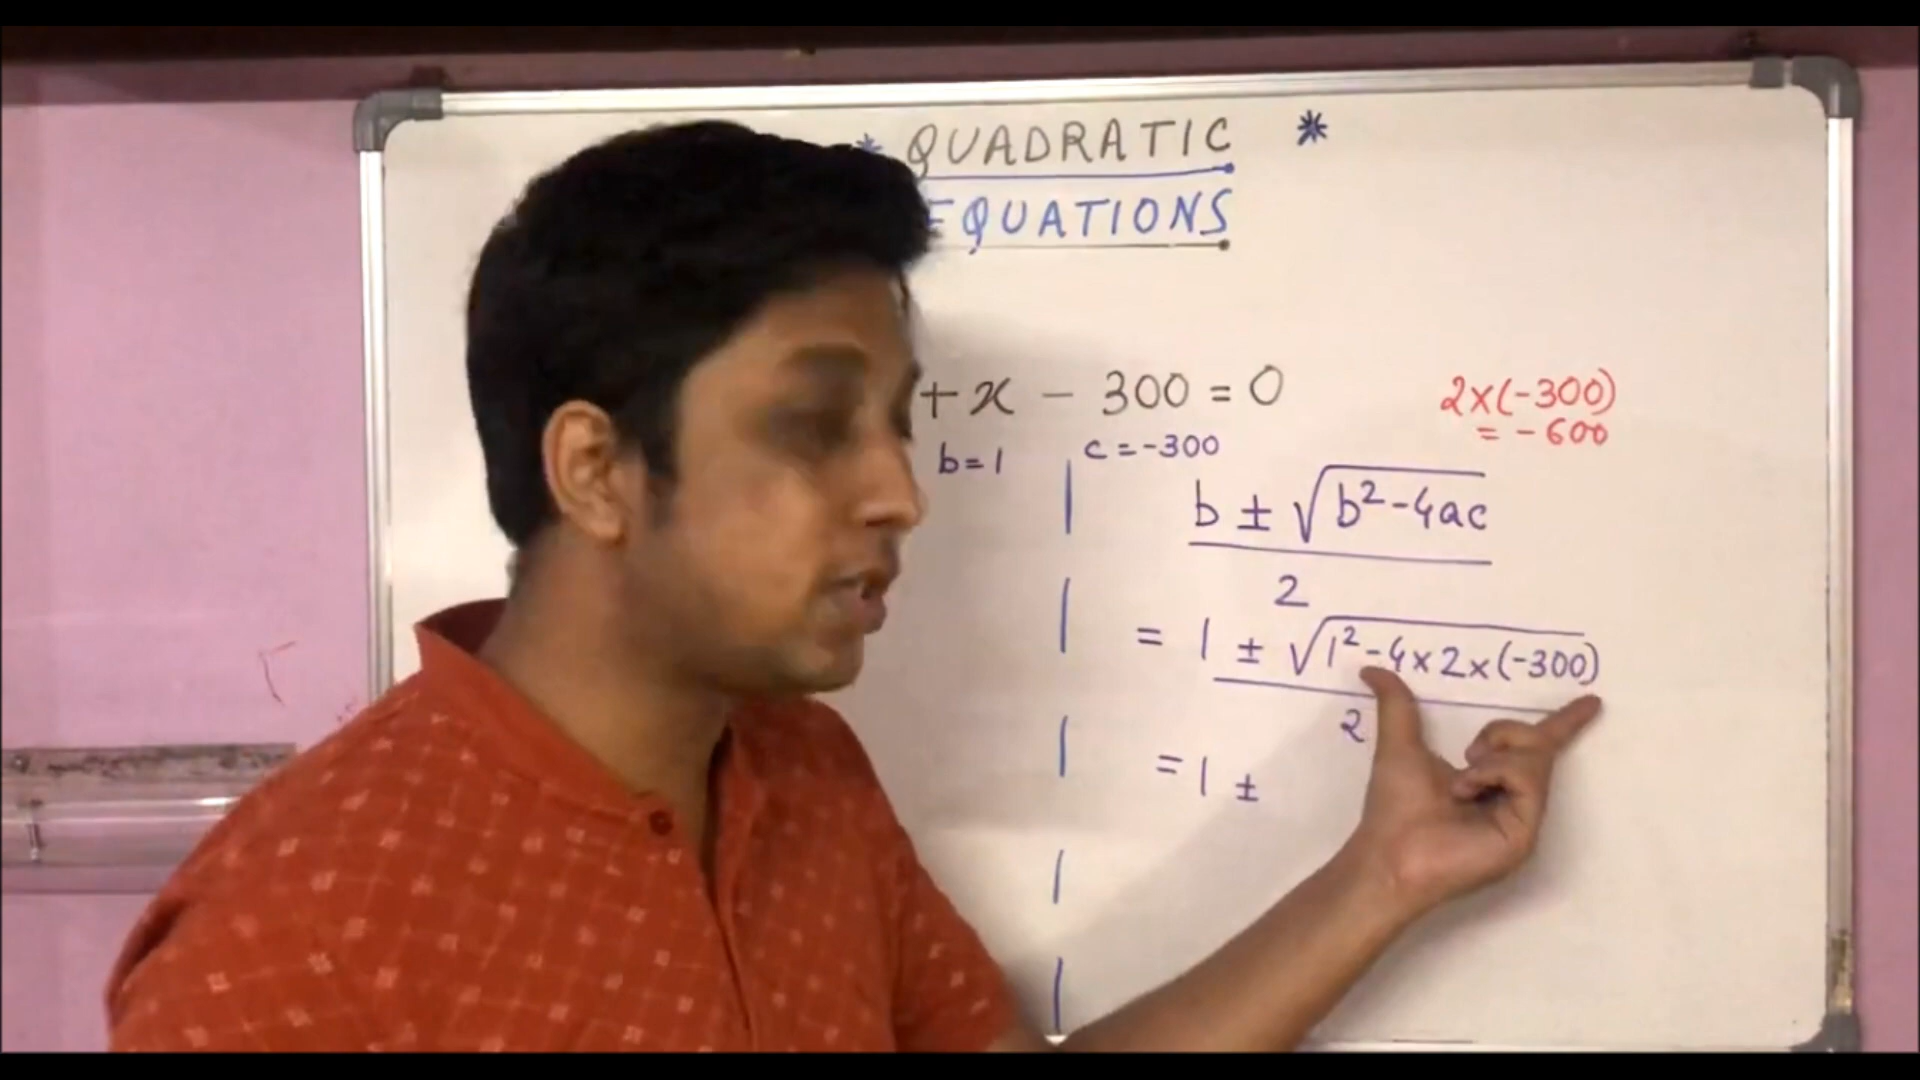 * QUADRATIC *
EQUATIONS
+x - 300 = 0
2×(-300)
= -600
b=1
c=-300
b ± √b²-4ac
2
= 1 ± √1²-4×2×(-300)
2
= 1 ±